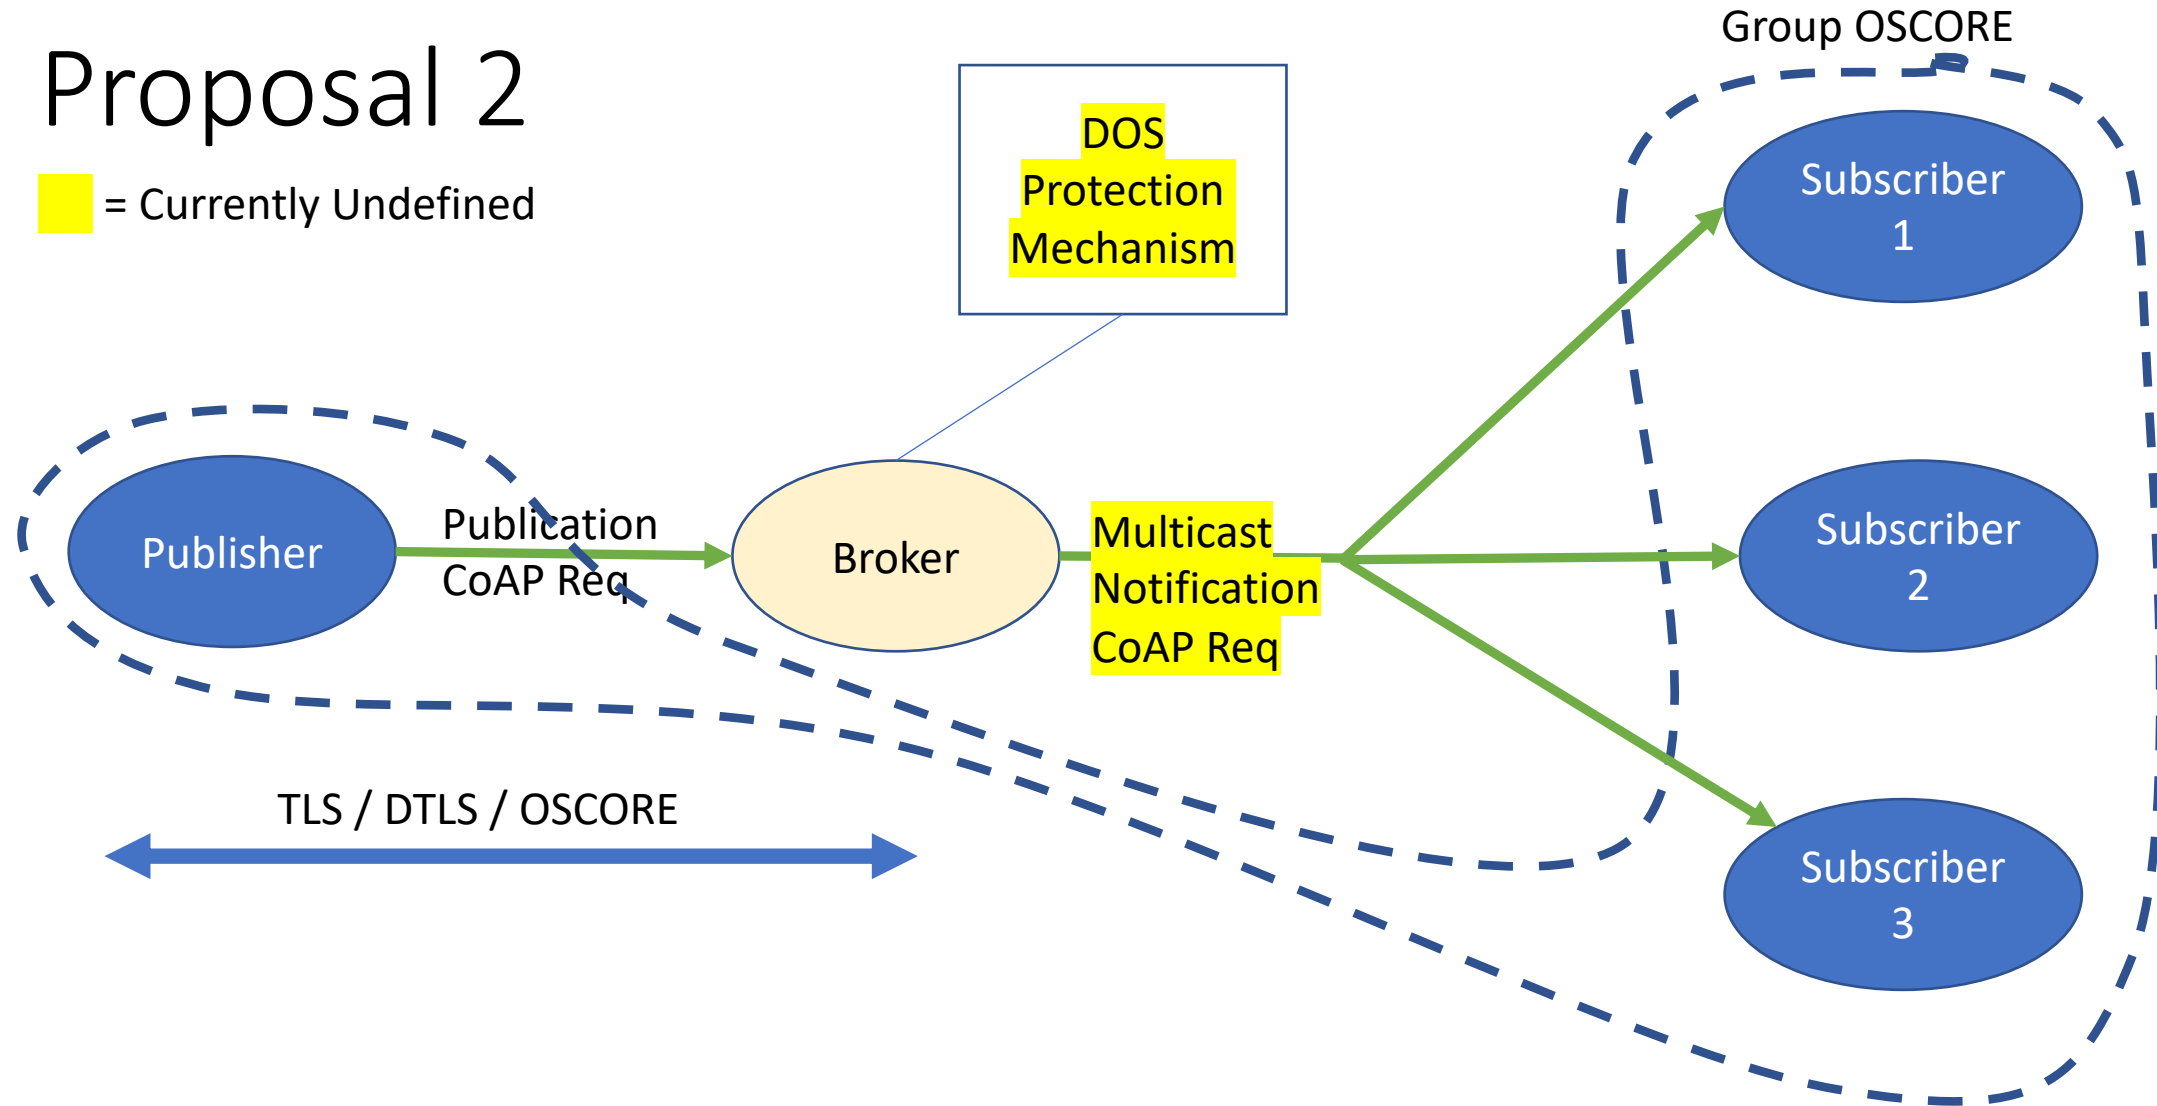 Proposal 2
= Currently Undefined
Group OSCORE
DOS
Protection
Mechanism
Subscriber
1
Publisher
Publication
CoAP Req
Broker
Multicast
Notification
CoAP Req
Subscriber
2
TLS / DTLS / OSCORE
Subscriber
3